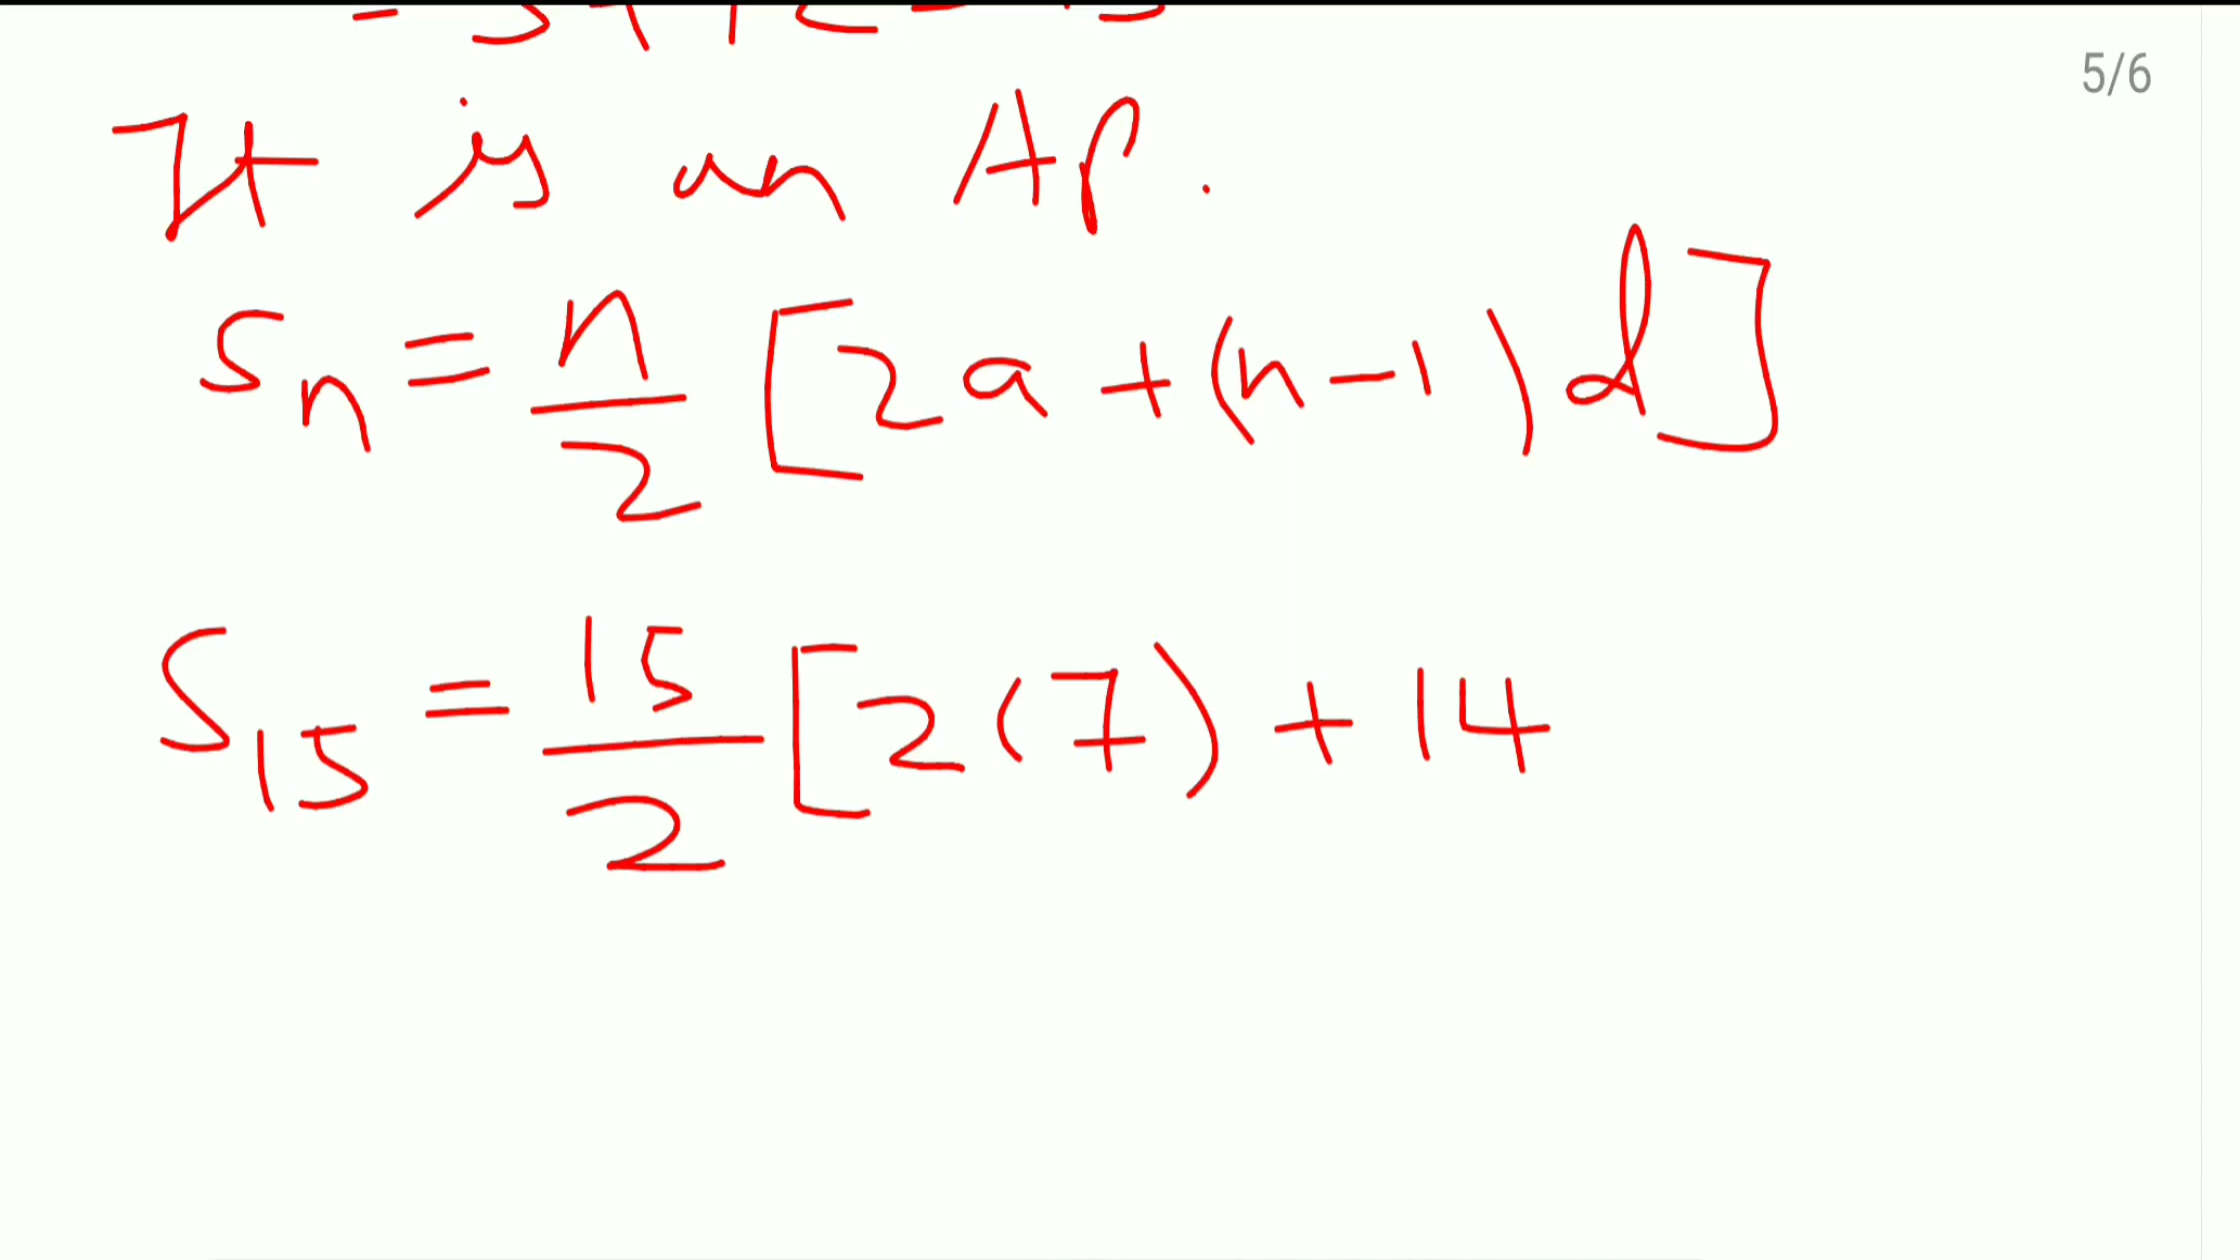 5/6
It is an AP.
Sn = n/2 [2a + (n-1)d]
S15 = 15/2 [2(7) + 14